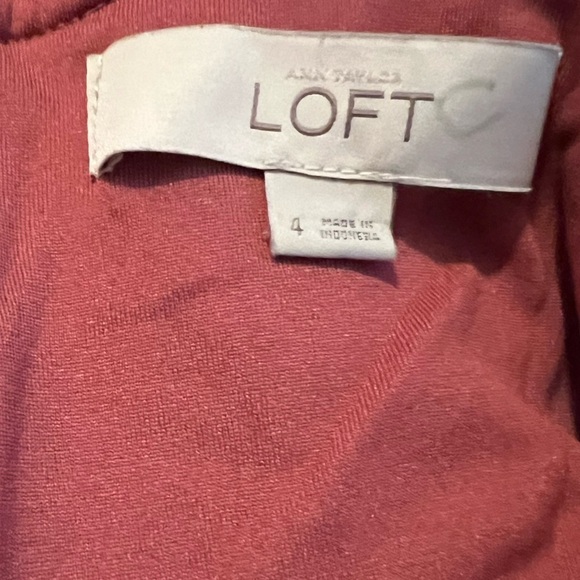 ANN TAYLOR
LOFT C
4
MADE IN
INDONESIA